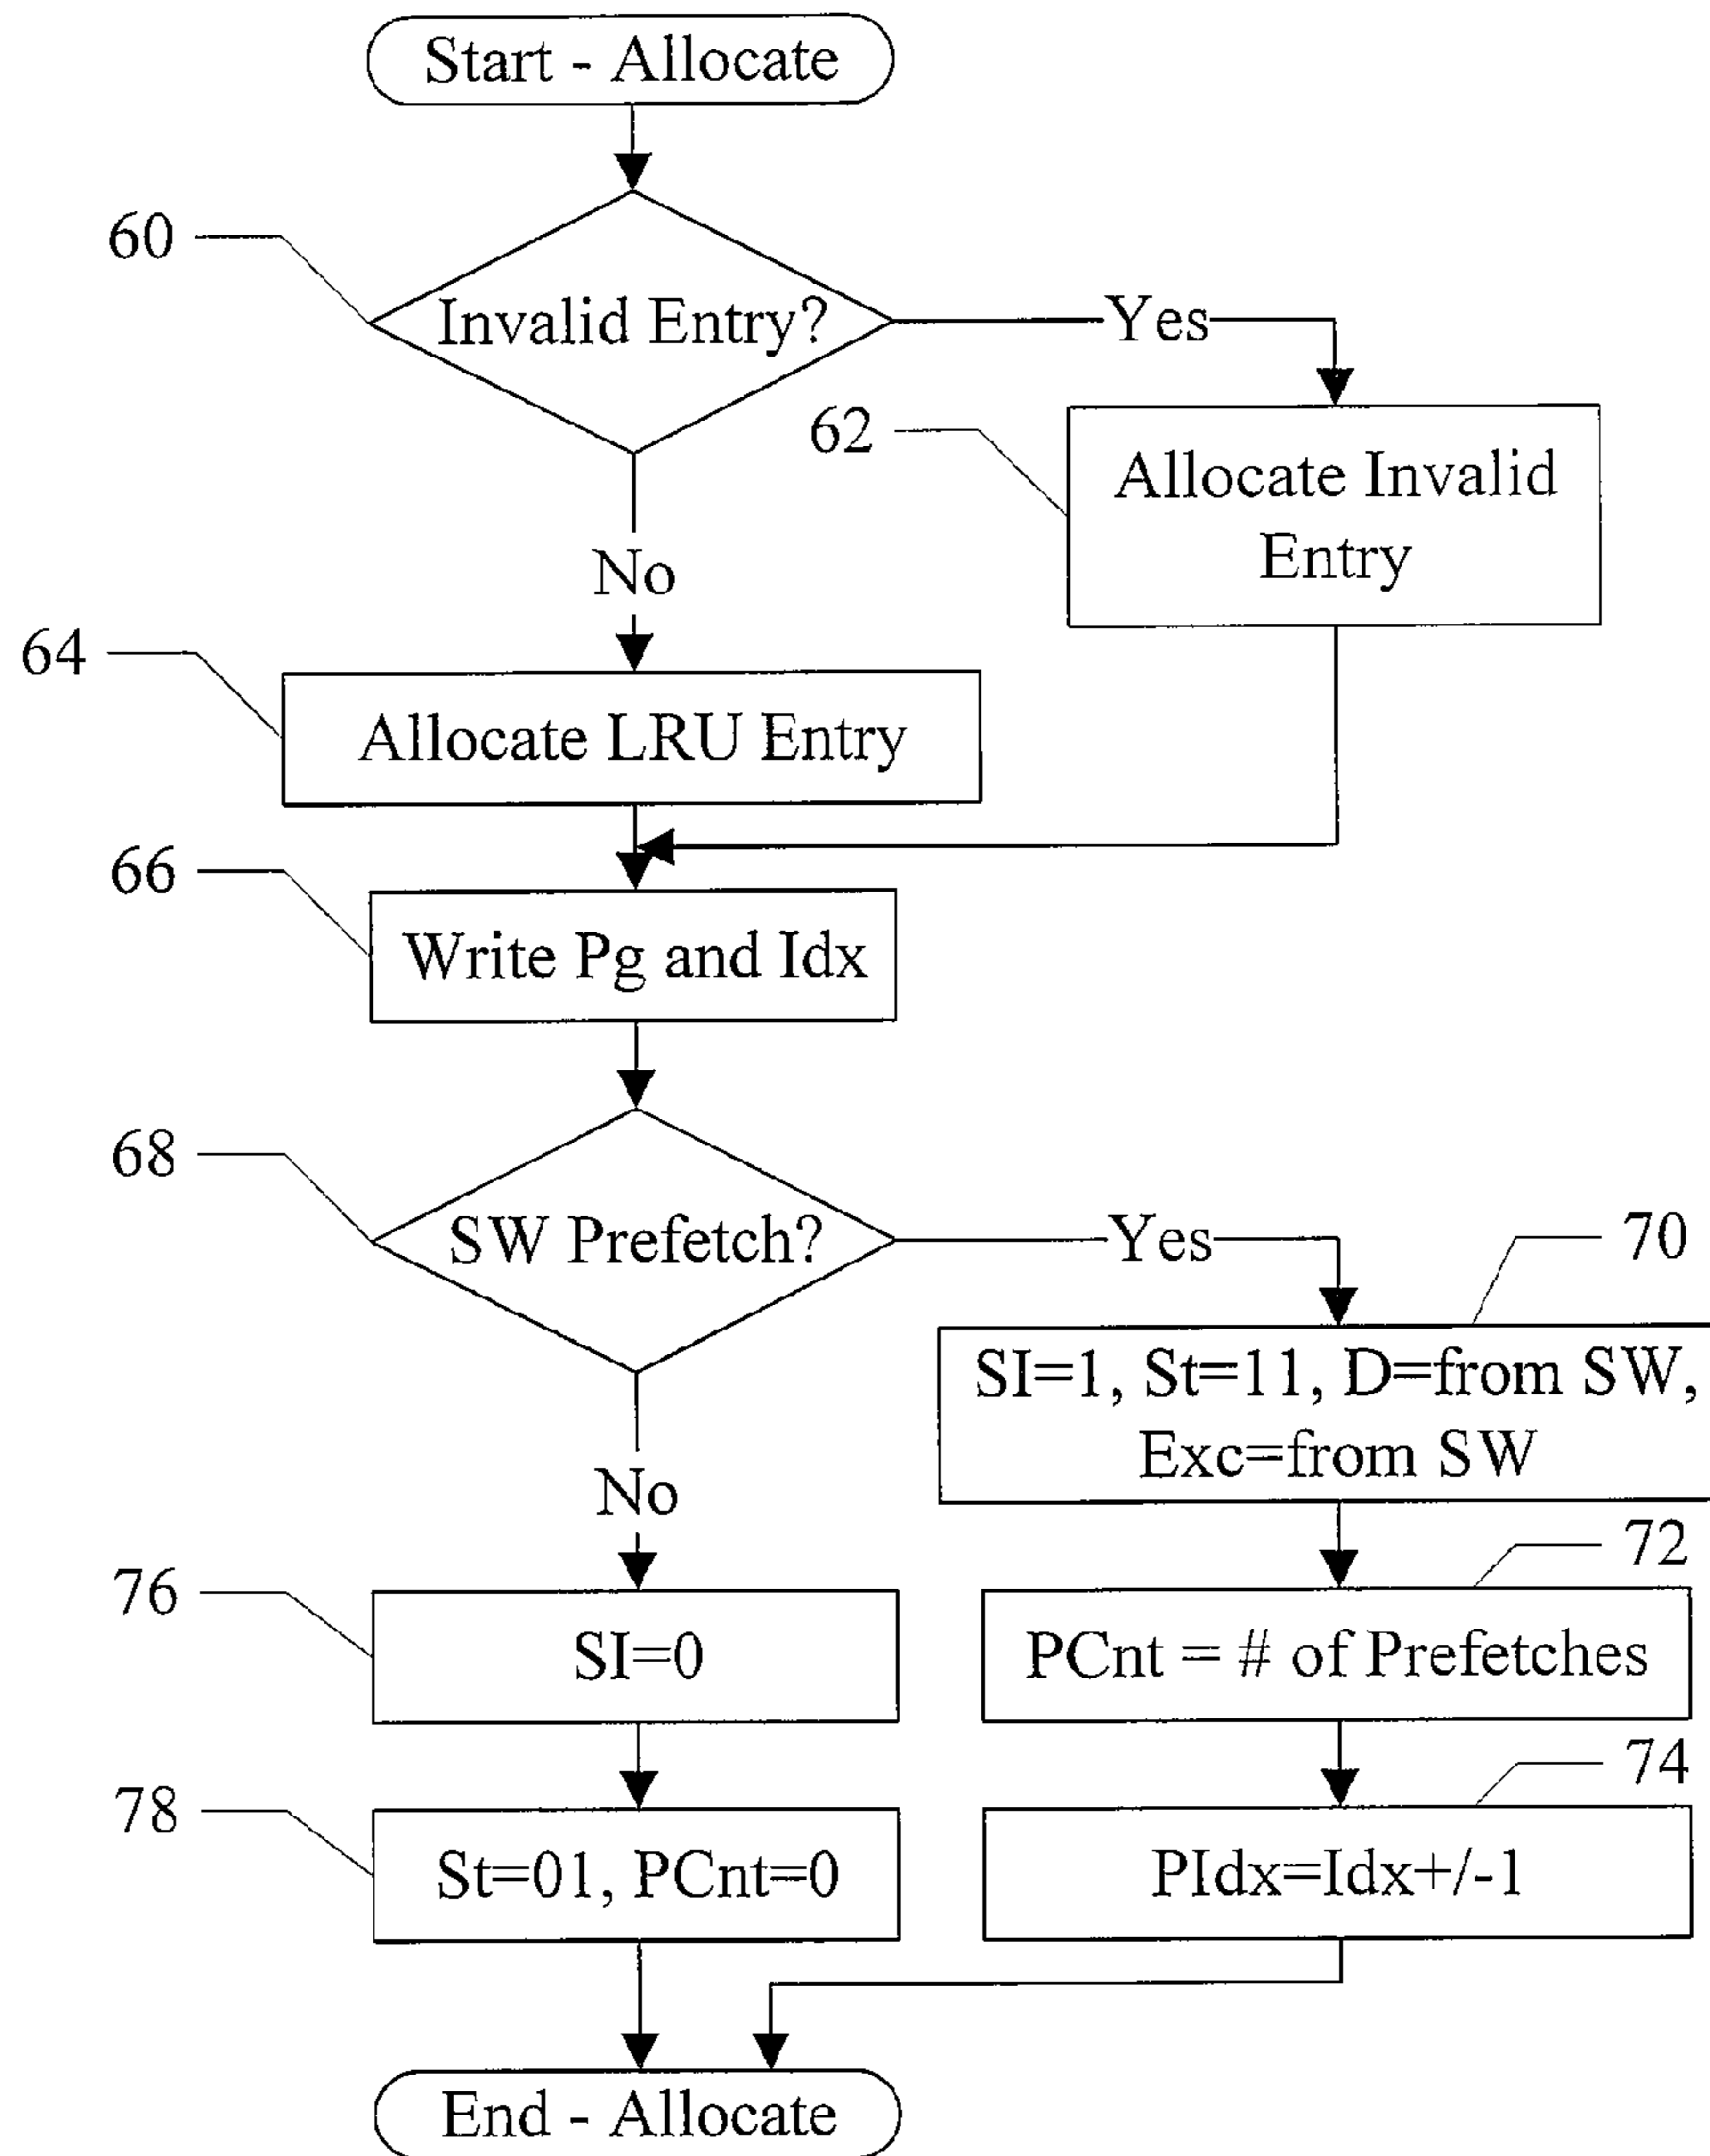 Start - Allocate
60
Invalid Entry?
Yes
62
Allocate Invalid
Entry
No
64
Allocate LRU Entry
66
Write Pg and Idx
68
SW Prefetch?
Yes
70
SI=1, St=11, D=from SW,
Exc=from SW
No
72
76
SI=0
PCnt = # of Prefetches
74
78
St=01, PCnt=0
PIdx=Idx+/-1
End - Allocate